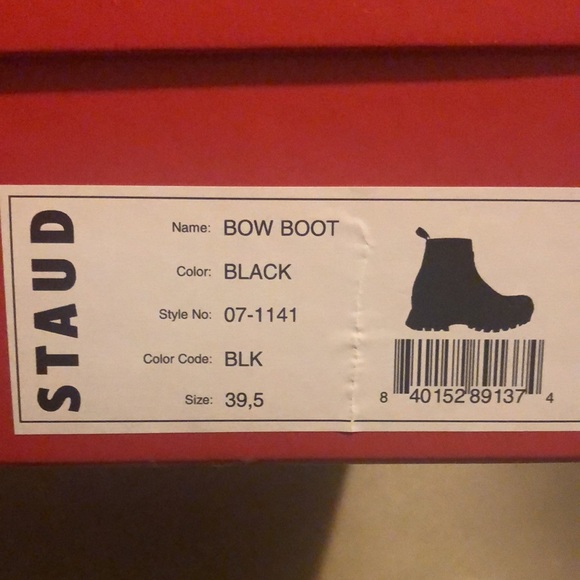 STAUD
Name: BOW BOOT
Color: BLACK
Style No: 07-1141
Color Code: BLK
Size: 39,5
8 40152 89137 4